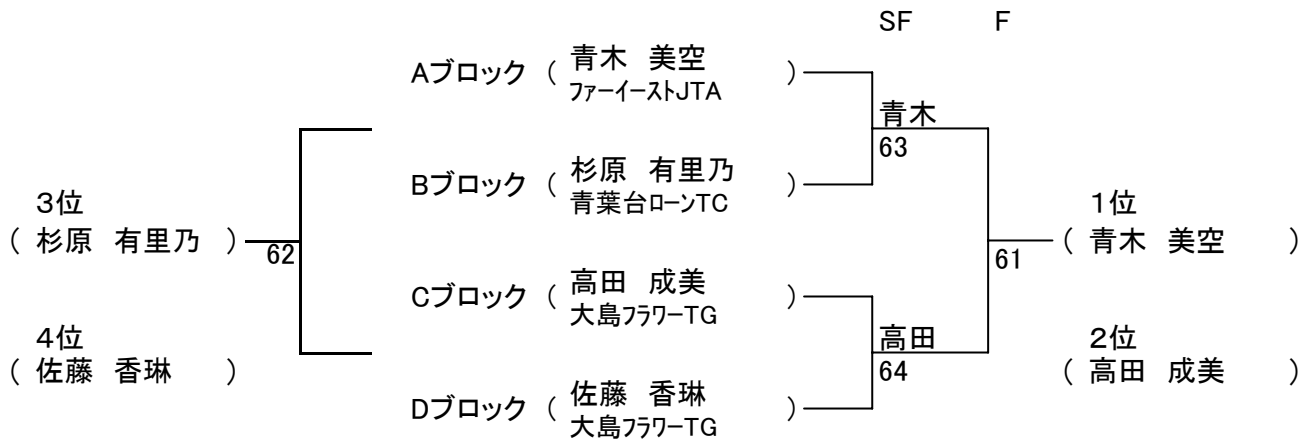 SF F
Aブロック ( 青木 美空 )
ファーイーストJTA
青木
63
Bブロック ( 杉原 有里乃 )
青葉台ローンTC
3位
( 杉原 有里乃 )
62
1位
( 青木 美空 )
61
Cブロック ( 高田 成美 )
大島フラワーTG
4位
( 佐藤 香琳 )
高田
64
2位
( 高田 成美 )
Dブロック ( 佐藤 香琳 )
大島フラワーTG